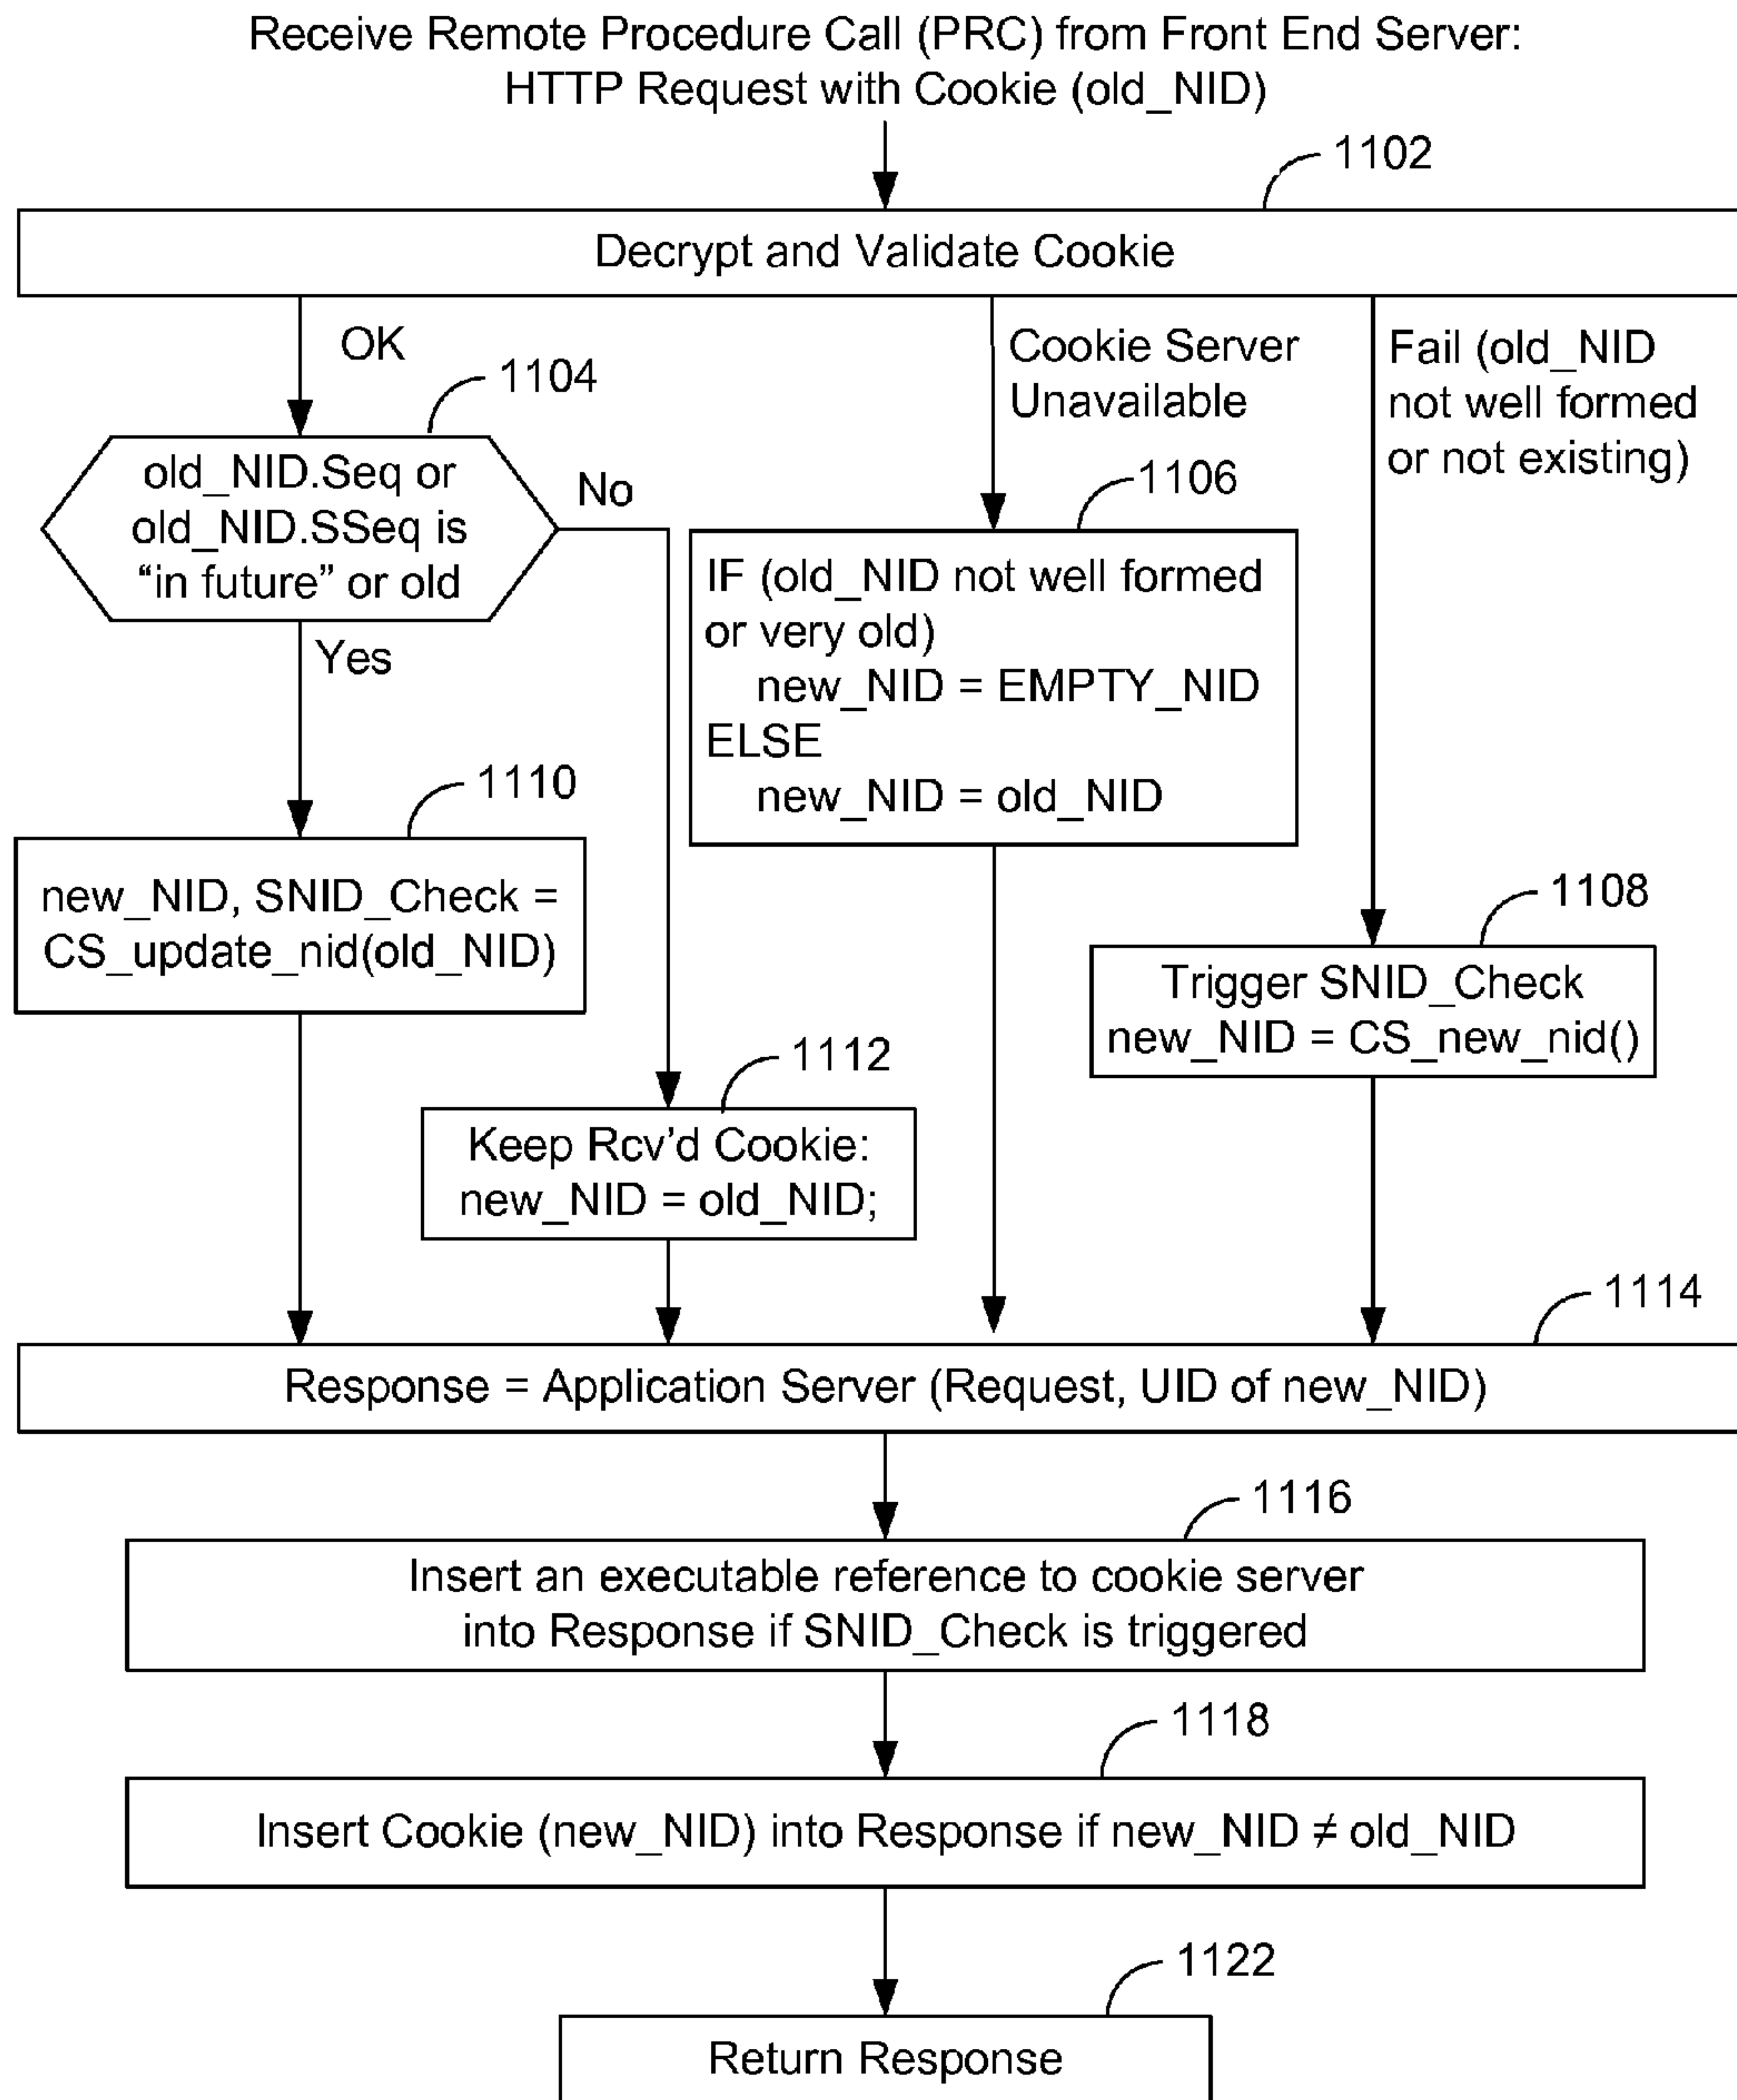 Receive Remote Procedure Call (PRC) from Front End Server:
HTTP Request with Cookie (old_NID)
1102
Decrypt and Validate Cookie
OK
Cookie Server
Unavailable
Fail (old_NID
not well formed
or not existing)
1104
old_NID.Seq or
old_NID.SSeq is
“in future” or old
No
Yes
1106
IF (old_NID not well formed
or very old)
new_NID = EMPTY_NID
ELSE
new_NID = old_NID
1110
new_NID, SNID_Check =
CS_update_nid(old_NID)
1108
Trigger SNID_Check
new_NID = CS_new_nid()
1112
Keep Rcv’d Cookie:
new_NID = old_NID;
1114
Response = Application Server (Request, UID of new_NID)
1116
Insert an executable reference to cookie server
into Response if SNID_Check is triggered
1118
Insert Cookie (new_NID) into Response if new_NID ≠ old_NID
1122
Return Response